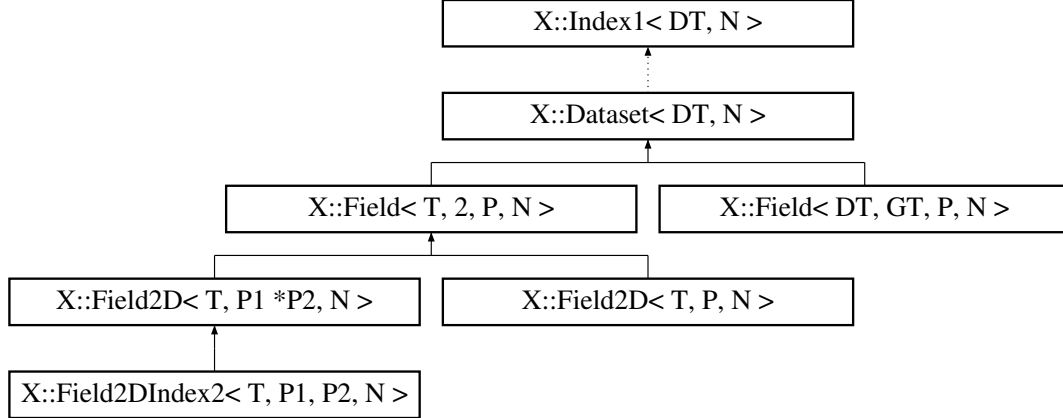 X::Index1< DT, N >
X::Dataset< DT, N >
X::Field< T, 2, P, N >
X::Field< DT, GT, P, N >
X::Field2D< T, P1 *P2, N >
X::Field2D< T, P, N >
X::Field2DIndex2< T, P1, P2, N >